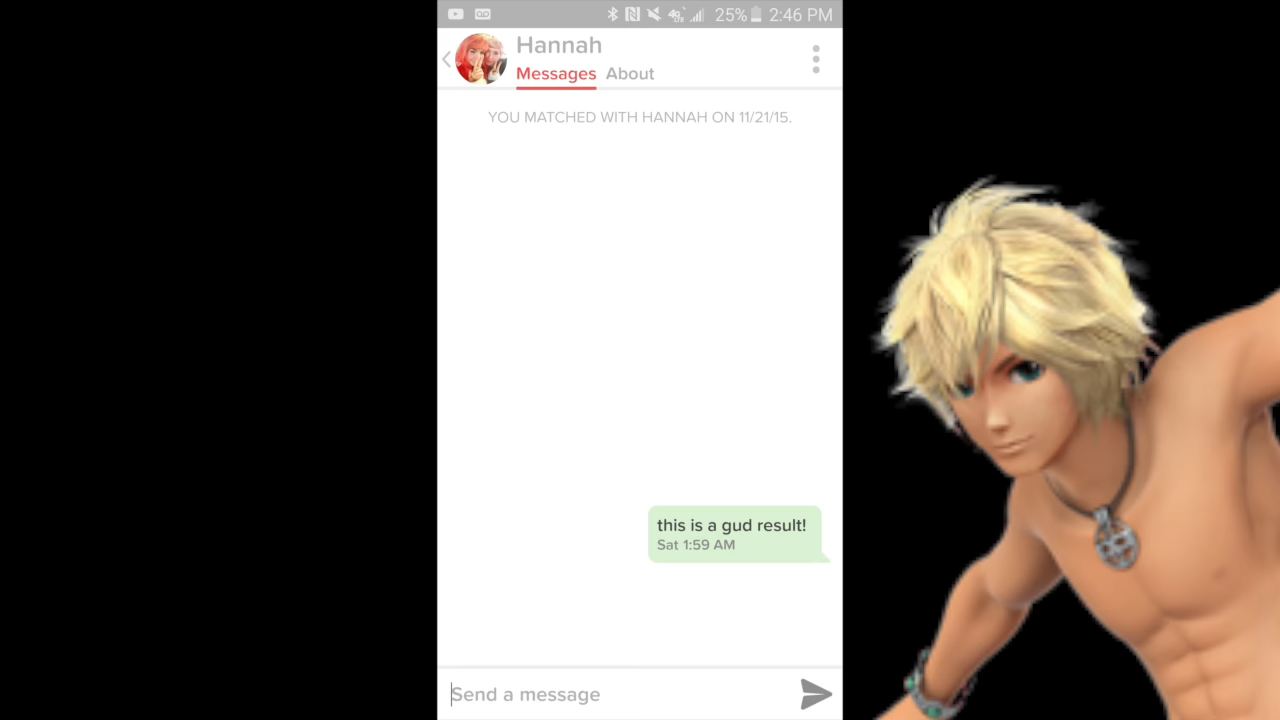 25% 2:46 PM
Hannah
Messages About
YOU MATCHED WITH HANNAH ON 11/21/15.
this is a gud result!
Sat 1:59 AM
Send a message